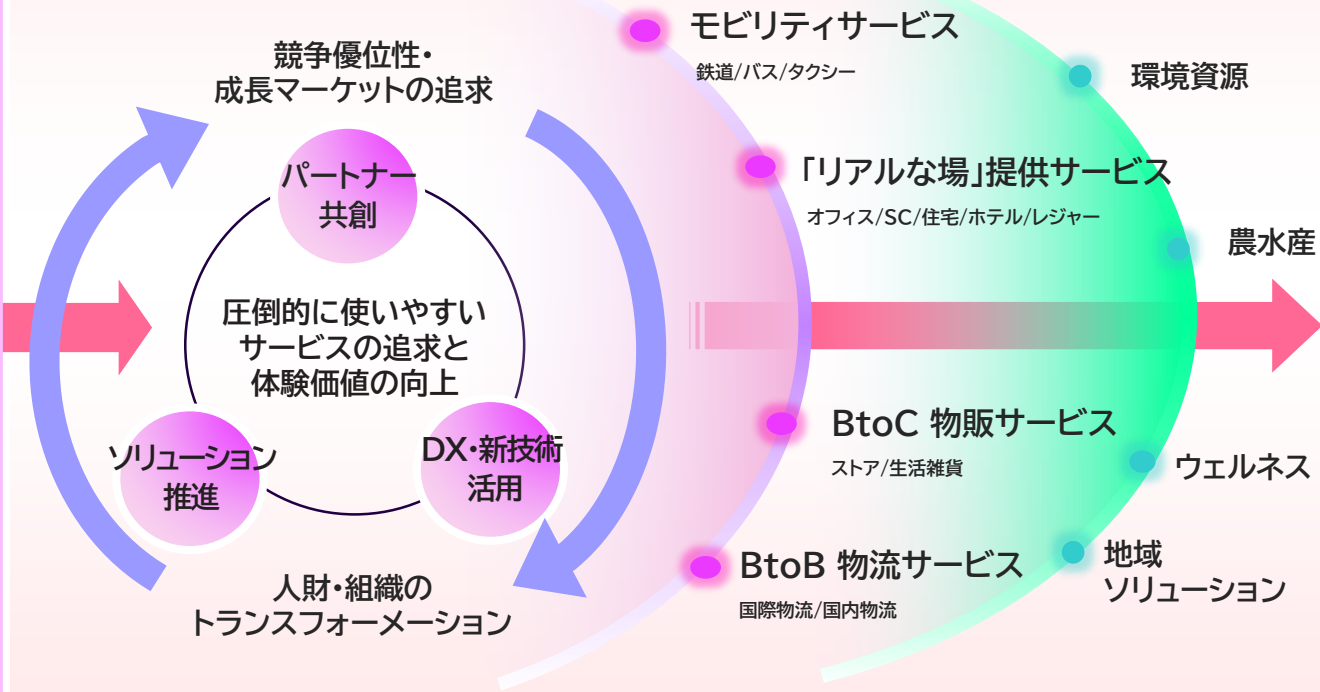 競争優位性・
成長マーケットの追求
パートナー
共創
圧倒的に使いやすい
サービスの追求と
体験価値の向上
ソリューション
推進
DX・新技術
活用
人財・組織の
トランスフォーメーション
モビリティサービス
鉄道/バス/タクシー
「リアルな場」提供サービス
オフィス/SC/住宅/ホテル/レジャー
BtoC 物販サービス
ストア/生活雑貨
BtoB 物流サービス
国際物流/国内物流
環境資源
農水産
ウェルネス
地域
ソリューション